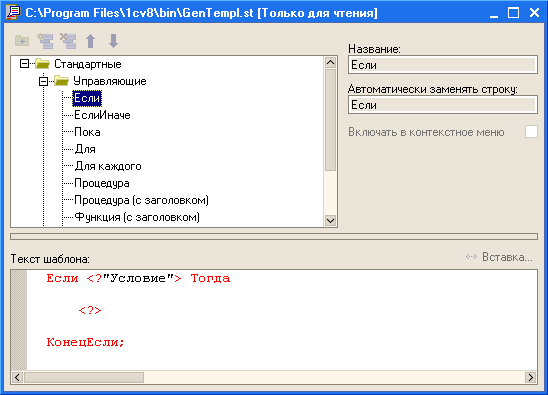 C:\Program Files\1cv8\bin\GenTempl.st [Только для чтения]
Стандартные
Управляющие
Если
ЕслиИначе
Пока
Для
Для каждого
Процедура
Процедура (с заголовком)
Функция (с заголовком)
Название:
Если
Автоматически заменять строку:
Если
Включать в контекстное меню
Текст шаблона:
Вставка...
Если <?"Условие"> Тогда
<?>
КонецЕсли;